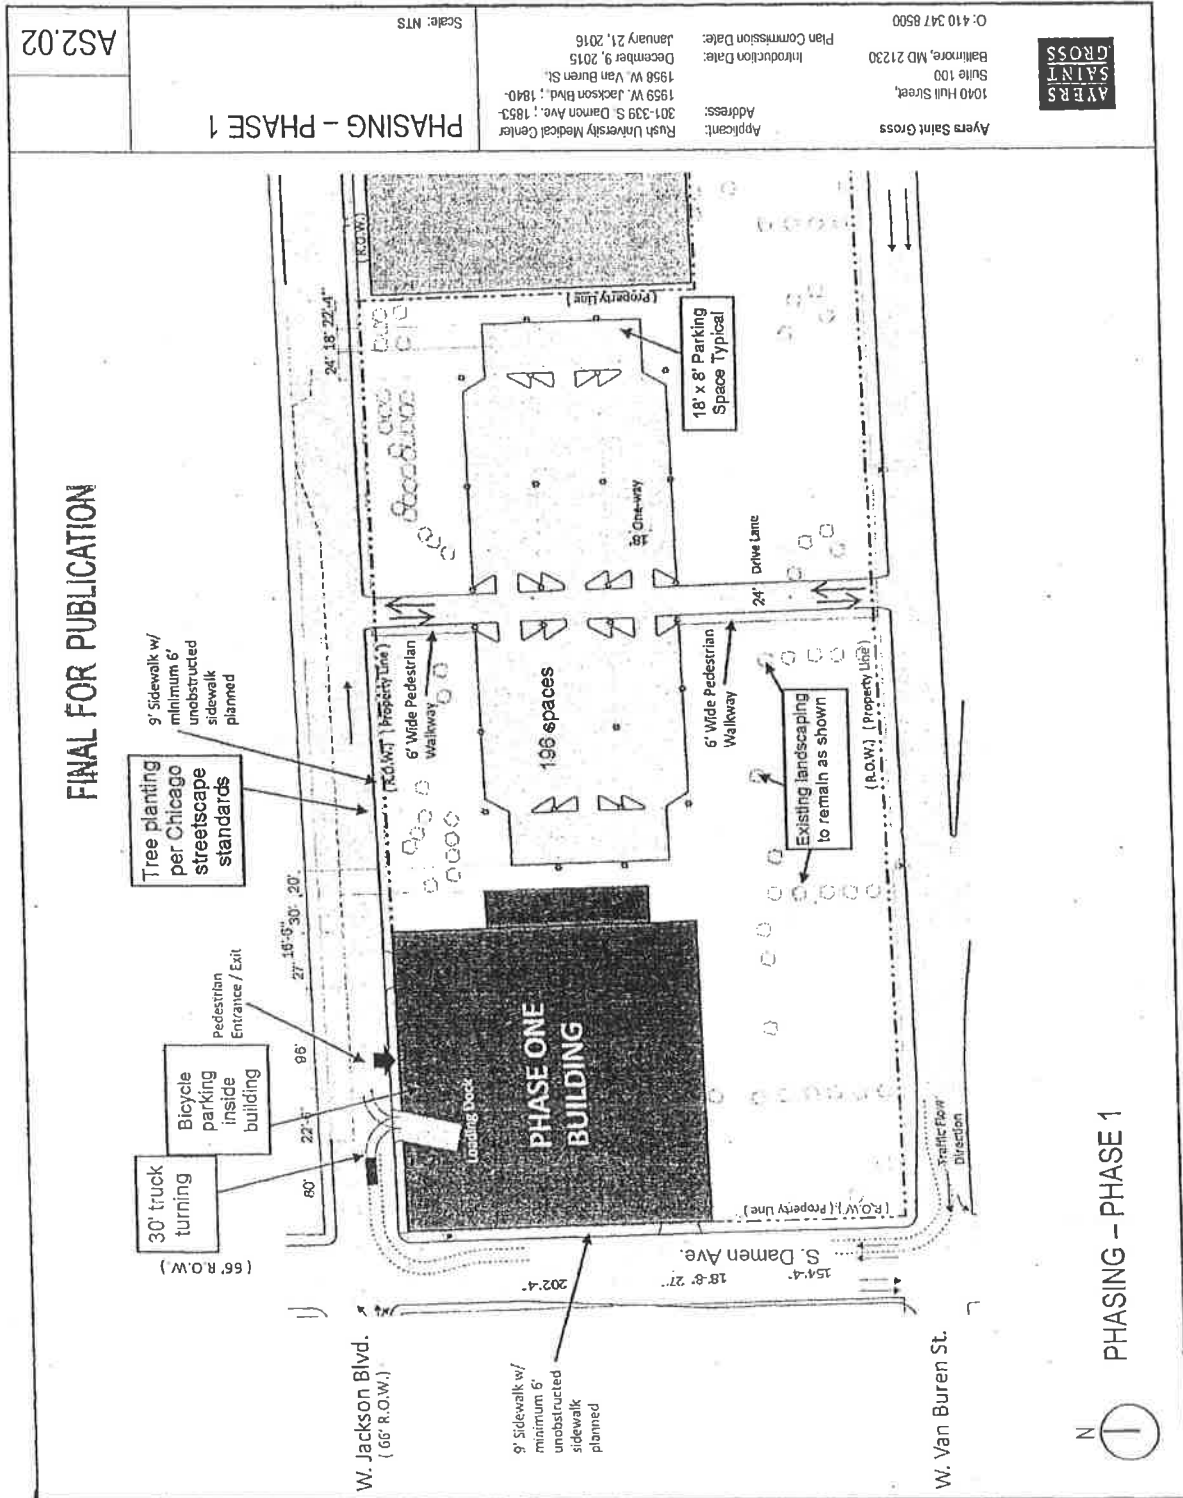 FINAL FOR PUBLICATION
Tree planting
per Chicago
streetscape
standards
9' Sidewalk w/
minimum 6'
unobstructed
sidewalk
planned
30' truck
turning
Bicycle
parking
inside
building
Pedestrian
Entrance / Exit
( 66' R.O.W. )
80'
22'-6"
96'
27'
16'-6"
30'
20'
24' 18' 22'-4"
W. Jackson Blvd.
( 66' R.O.W.)
( R.O.W.) ( Property Line )
( R.O.W.)
6' Wide Pedestrian
Walkway
Loading Dock
PHASE ONE
BUILDING
196 spaces
18' One-way
( Property Line )
18' x 8' Parking
Space Typical
24' Drive Lane
6' Wide Pedestrian
Walkway
Existing landscaping
to remain as shown
( R.O.W.) ( Property Line )
( R.O.W.) ( Property Line )
S. Damen Ave.
202'-4"
18'-8"
27'
154'-4"
Traffic Flow
Direction
9' Sidewalk w/
minimum 6'
unobstructed
sidewalk
planned
W. Van Buren St.
N
PHASING – PHASE 1
AYERS
SAINT
GROSS
Ayers Saint Gross
1040 Hull Street,
Suite 100
Baltimore, MD 21230
O: 410 347 8500
Applicant:
Rush University Medical Center
Address:
301-339 S. Damen Ave. ; 1853-
1959 W. Jackson Blvd. ; 1840-
1958 W. Van Buren St.
Introduction Date:
December 9, 2015
Plan Commission Date:
January 21, 2016
PHASING – PHASE 1
Scale: NTS
AS2.02